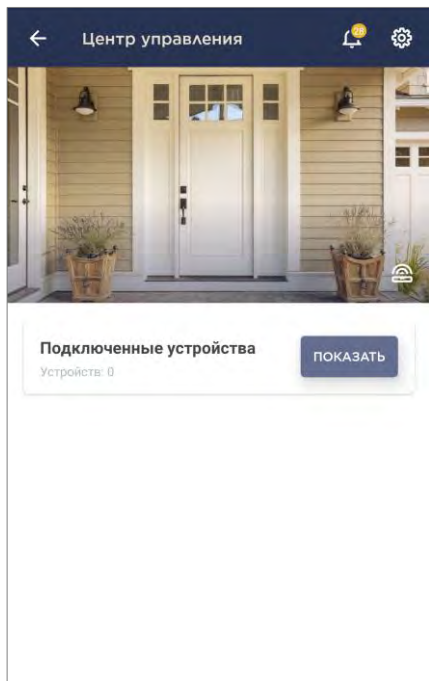 Центр управления
28
Подключенные устройства
ПОКАЗАТЬ
Устройств: 0